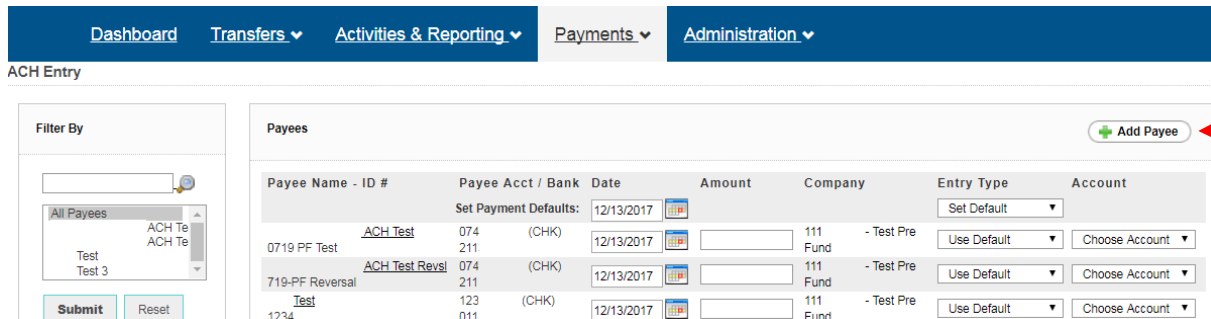 Dashboard Transfers Activities & Reporting Payments Administration
ACH Entry
Filter By
All Payees
ACH Te
ACH Te
Test
Test 3
Submit Reset
Payees
Add Payee
Payee Name - ID # Payee Acct / Bank Date Amount Company Entry Type Account
Set Payment Defaults: 12/13/2017 Set Default
ACH Test 074 (CHK) 12/13/2017 111 - Test Pre Use Default Choose Account
0719 PF Test 211 Fund
ACH Test Revsl 074 (CHK) 12/13/2017 111 - Test Pre Use Default Choose Account
719-PF Reversal 211 Fund
Test 123 (CHK) 12/13/2017 111 - Test Pre Use Default Choose Account
1234 011 Fund